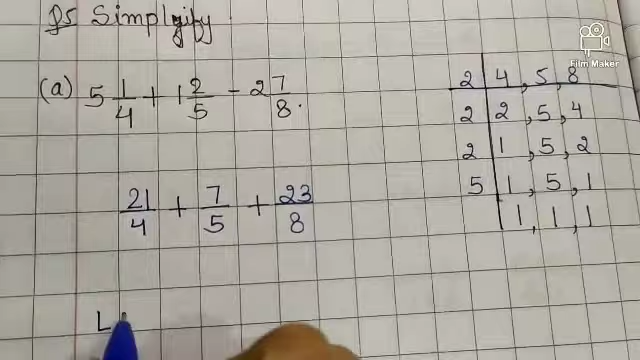 Q5 Simplify
(a) 5 1/4 + 1 2/5 - 2 7/8.
21/4 + 7/5 + 23/8
L
2 | 4, 5, 8
2 | 2, 5, 4
2 | 1, 5, 2
5 | 1, 5, 1
| 1, 1, 1
Film Maker